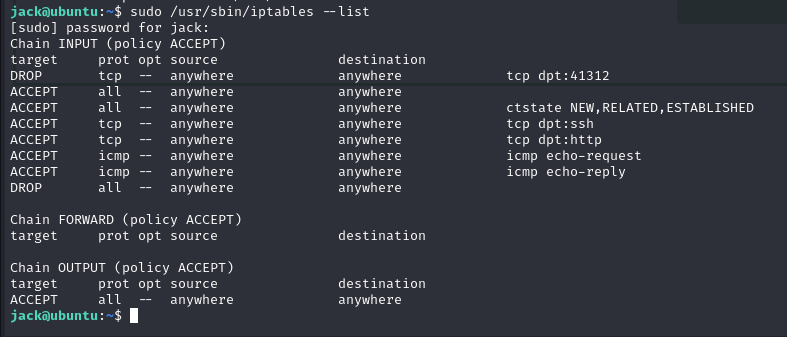 jack@ubuntu:~$ sudo /usr/sbin/iptables --list
[sudo] password for jack:
Chain INPUT (policy ACCEPT)
target     prot opt source               destination
DROP       tcp  --  anywhere             anywhere             tcp dpt:41312
ACCEPT     all  --  anywhere             anywhere
ACCEPT     all  --  anywhere             anywhere             ctstate NEW,RELATED,ESTABLISHED
ACCEPT     tcp  --  anywhere             anywhere             tcp dpt:ssh
ACCEPT     tcp  --  anywhere             anywhere             tcp dpt:http
ACCEPT     icmp --  anywhere             anywhere             icmp echo-request
ACCEPT     icmp --  anywhere             anywhere             icmp echo-reply
DROP       all  --  anywhere             anywhere

Chain FORWARD (policy ACCEPT)
target     prot opt source               destination

Chain OUTPUT (policy ACCEPT)
target     prot opt source               destination
ACCEPT     all  --  anywhere             anywhere
jack@ubuntu:~$